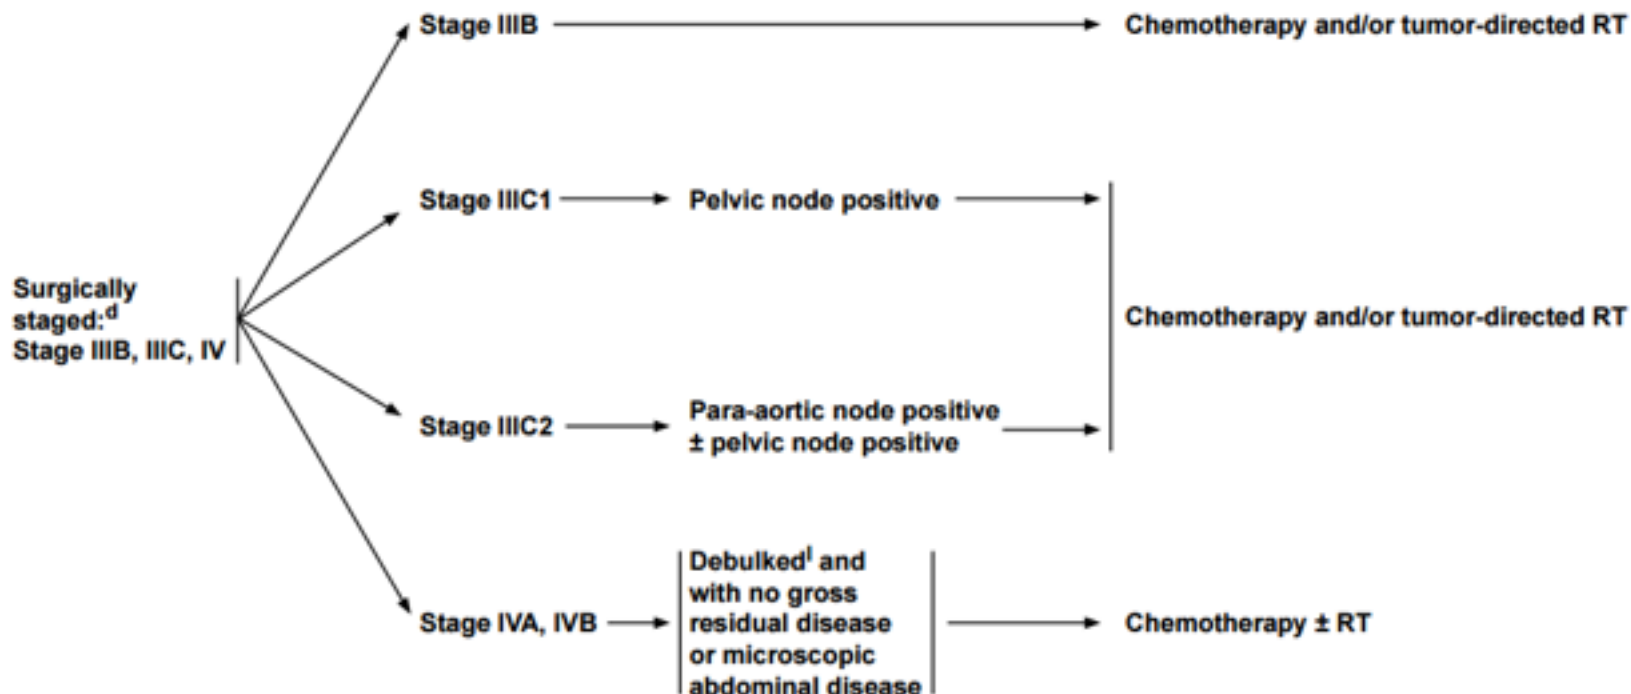 Stage IIIB
Chemotherapy and/or tumor-directed RT
Stage IIIC1
Pelvic node positive
Surgically
staged:d
Stage IIIB, IIIC, IV
Chemotherapy and/or tumor-directed RT
Stage IIIC2
Para-aortic node positive
± pelvic node positive
Stage IVA, IVB
Debulkedl and
with no gross
residual disease
or microscopic
abdominal disease
Chemotherapy ± RT